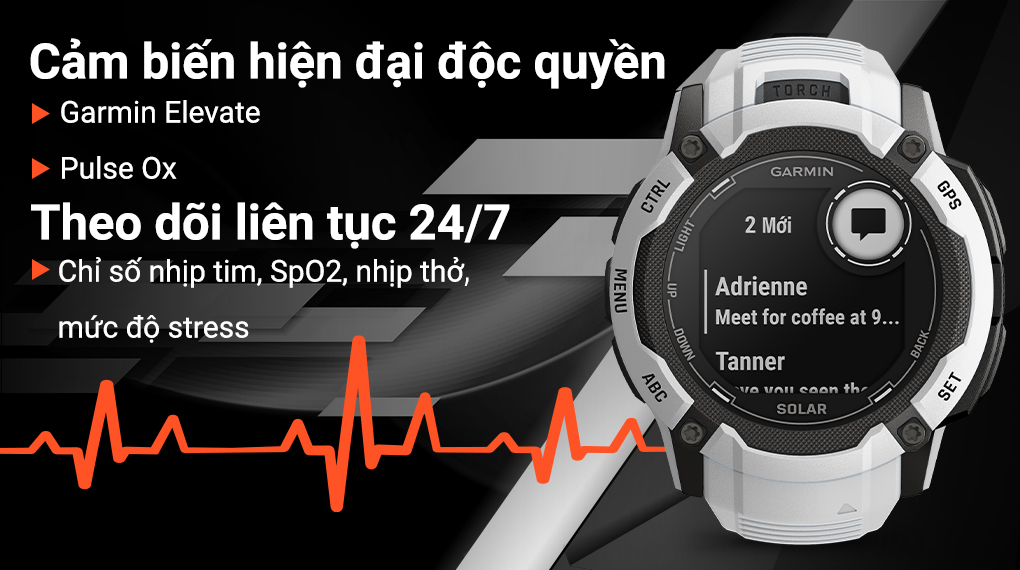 Cảm biến hiện đại độc quyền
Garmin Elevate
Pulse Ox
Theo dõi liên tục 24/7
Chỉ số nhịp tim, SpO2, nhịp thở,
mức độ stress
TORCH
GARMIN
CTRL
GPS
LIGHT
2 Mới
MENU
UP
Adrienne
Meet for coffee at 9...
DOWN
BACK
Tanner
ABC
SET
SOLAR